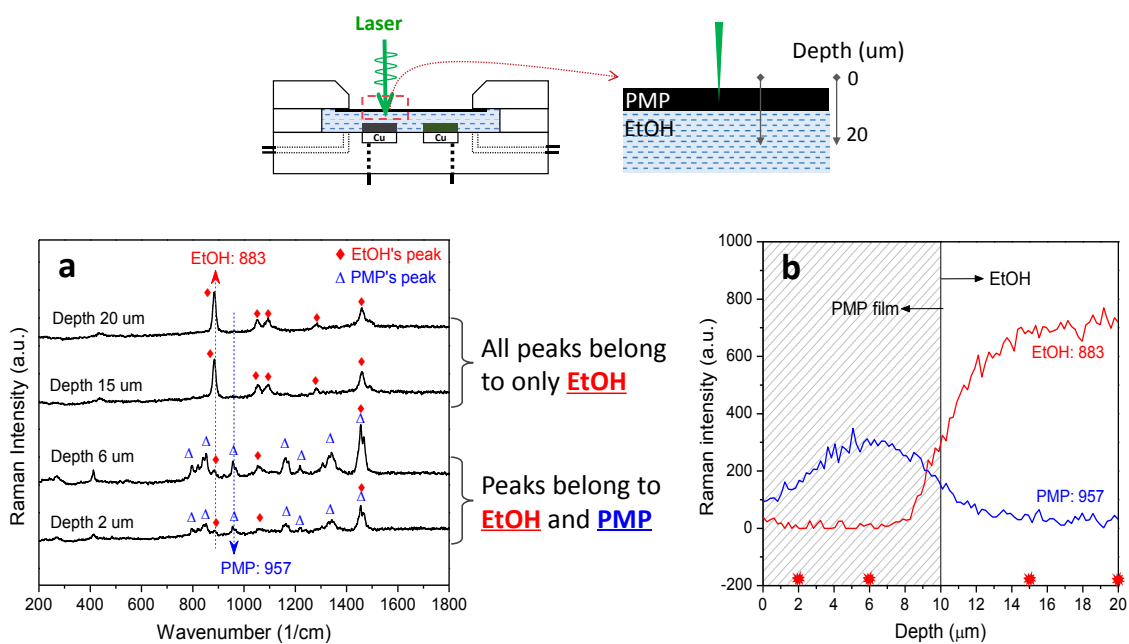 Laser
Cu
Cu
Depth (um)
0
PMP
EtOH
20
a
EtOH: 883
♦ EtOH's peak
Δ PMP's peak
Depth 20 um
Depth 15 um
Depth 6 um
Depth 2 um
PMP: 957
Raman Intensity (a.u.)
200 400 600 800 1000 1200 1400 1600 1800
Wavenumber (1/cm)
All peaks belong
to only EtOH
Peaks belong to
EtOH and PMP
b
EtOH
PMP film
EtOH: 883
PMP: 957
Raman intensity (a.u.)
1000
800
600
400
200
0
-200
0 2 4 6 8 10 12 14 16 18 20
Depth (μm)